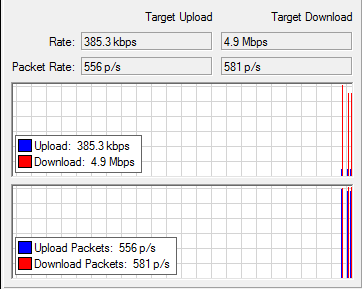 Target Upload Target Download
Rate: 385.3 kbps 4.9 Mbps
Packet Rate: 556 p/s 581 p/s
Upload: 385.3 kbps
Download: 4.9 Mbps
Upload Packets: 556 p/s
Download Packets: 581 p/s